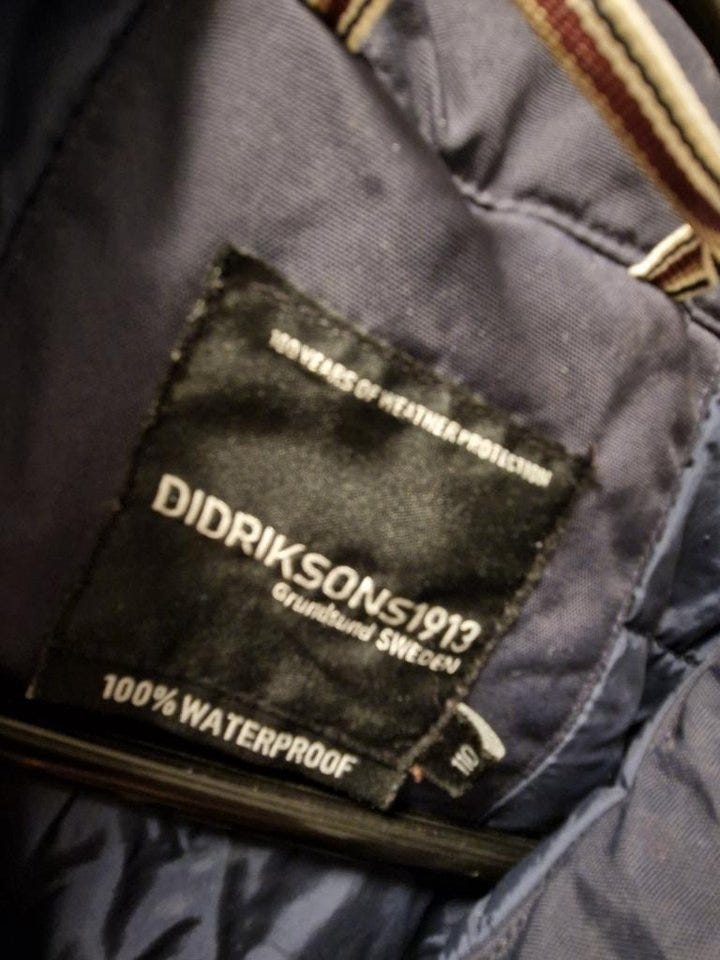 100 YEARS OF WEATHER PROTECTION
DIDRIKSONS1913
Grundsund SWEDEN
100% WATERPROOF
110